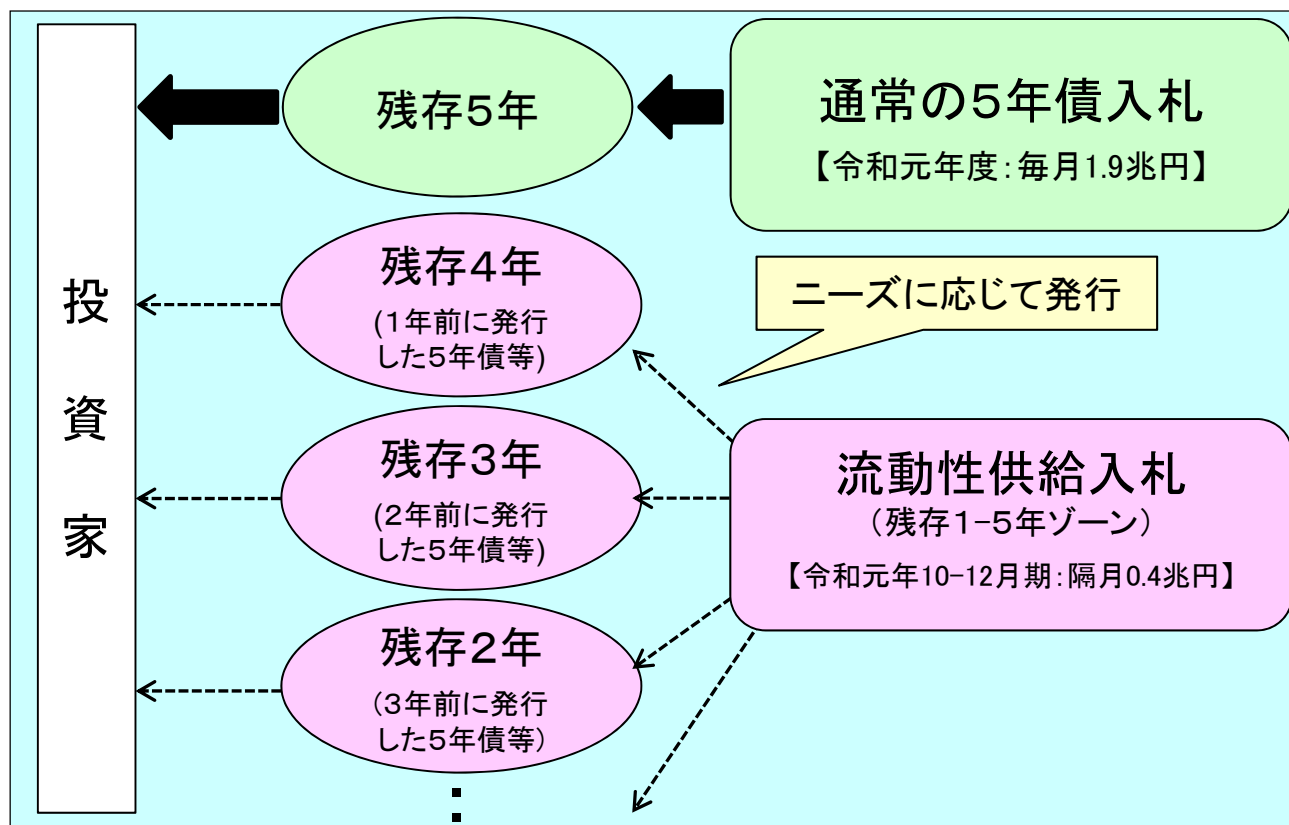 投
資
家
残存5年
通常の5年債入札
【令和元年度：毎月1.9兆円】
残存4年
(1年前に発行
した5年債等)
ニーズに応じて発行
残存3年
(2年前に発行
した5年債等)
流動性供給入札
（残存1-5年ゾーン）
【令和元年10-12月期：隔月0.4兆円】
残存2年
（3年前に発行
した5年債等）
：